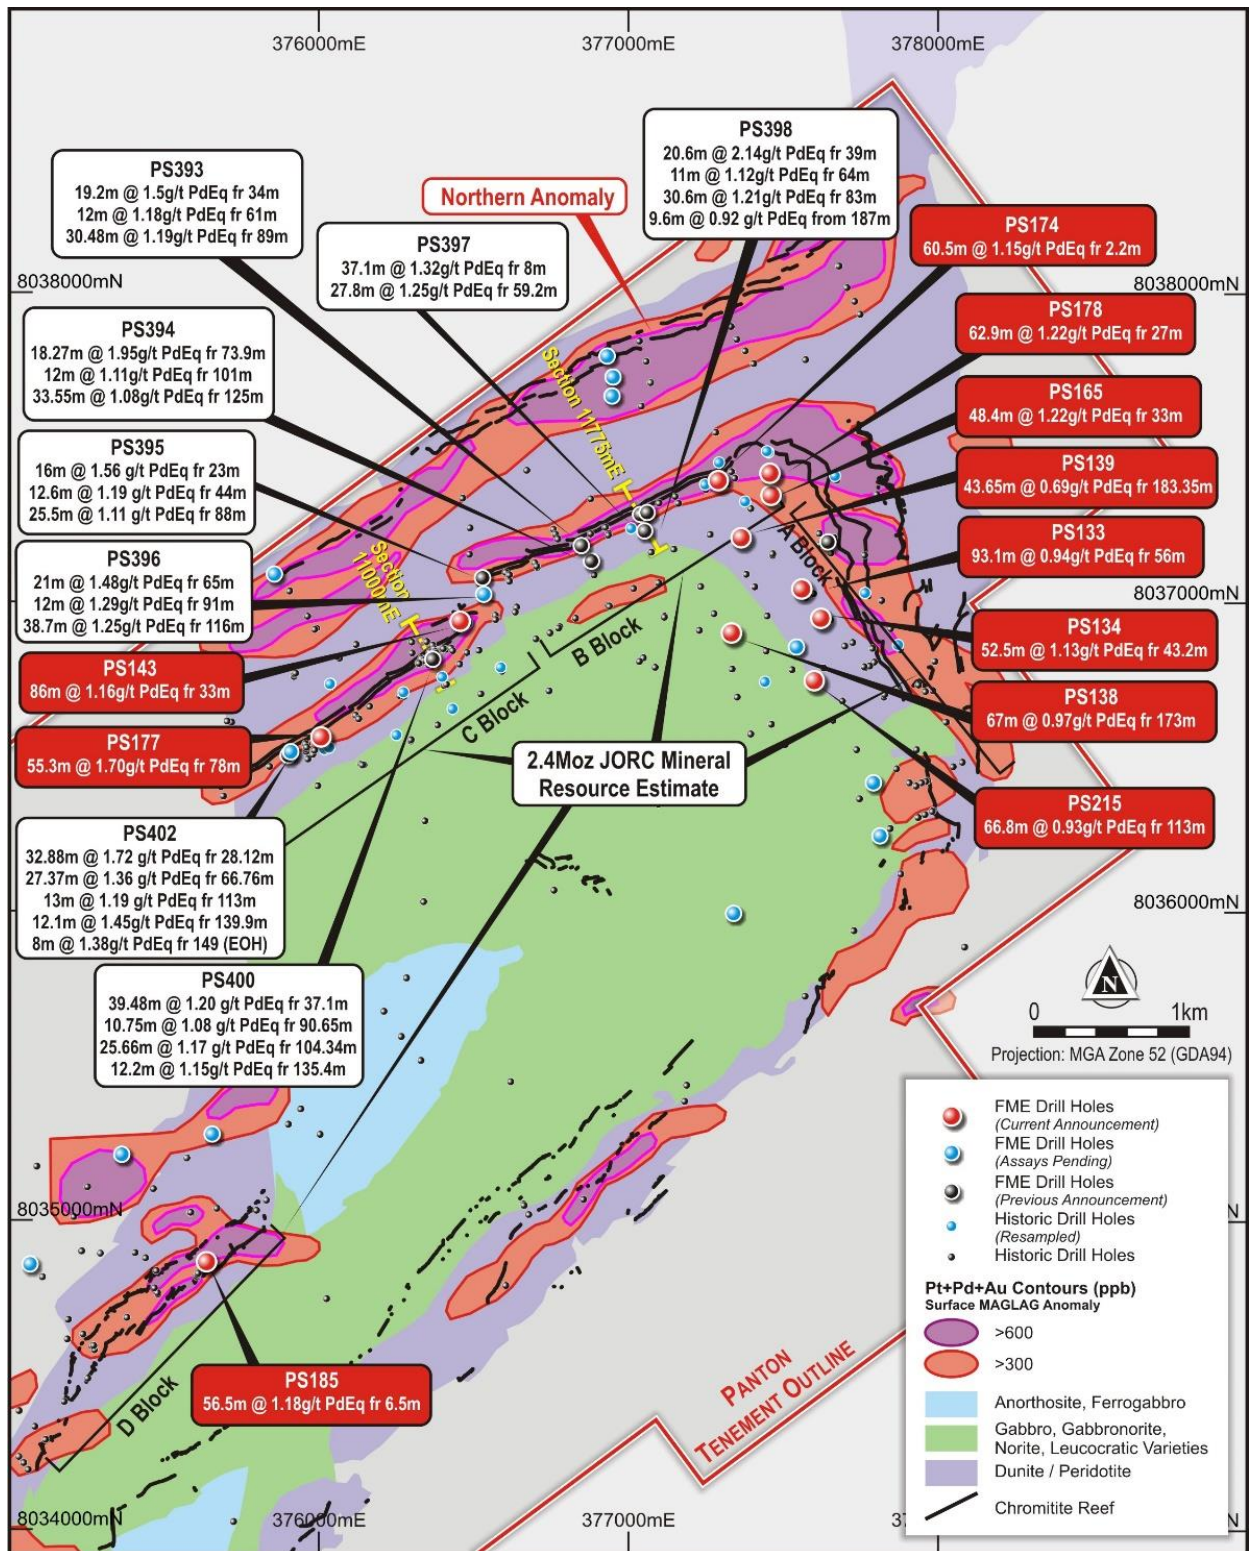 376000mE
377000mE
378000mE
PS398
20.6m @ 2.14g/t PdEq fr 39m
11m @ 1.12g/t PdEq fr 64m
30.6m @ 1.21g/t PdEq fr 83m
9.6m @ 0.92 g/t PdEq from 187m
PS393
19.2m @ 1.5g/t PdEq fr 34m
12m @ 1.18g/t PdEq fr 61m
30.48m @ 1.19g/t PdEq fr 89m
Northern Anomaly
PS397
37.1m @ 1.32g/t PdEq fr 8m
27.8m @ 1.25g/t PdEq fr 59.2m
PS174
60.5m @ 1.15g/t PdEq fr 2.2m
8038000mN
8038000mN
PS178
62.9m @ 1.22g/t PdEq fr 27m
PS394
18.27m @ 1.95g/t PdEq fr 73.9m
12m @ 1.11g/t PdEq fr 101m
33.55m @ 1.08g/t PdEq fr 125m
Section 11775mE
PS165
48.4m @ 1.22g/t PdEq fr 33m
PS395
16m @ 1.56 g/t PdEq fr 23m
12.6m @ 1.19 g/t PdEq fr 44m
25.5m @ 1.11 g/t PdEq fr 88m
PS139
43.65m @ 0.69g/t PdEq fr 183.35m
A Block
PS133
93.1m @ 0.94g/t PdEq fr 56m
Section
11000mE
PS396
21m @ 1.48g/t PdEq fr 65m
12m @ 1.29g/t PdEq fr 91m
38.7m @ 1.25g/t PdEq fr 116m
8037000mN
B Block
PS134
52.5m @ 1.13g/t PdEq fr 43.2m
PS143
86m @ 1.16g/t PdEq fr 33m
C Block
PS138
67m @ 0.97g/t PdEq fr 173m
PS177
55.3m @ 1.70g/t PdEq fr 78m
2.4Moz JORC Mineral
Resource Estimate
PS215
66.8m @ 0.93g/t PdEq fr 113m
PS402
32.88m @ 1.72 g/t PdEq fr 28.12m
27.37m @ 1.36 g/t PdEq fr 66.76m
13m @ 1.19 g/t PdEq fr 113m
12.1m @ 1.45g/t PdEq fr 139.9m
8m @ 1.38g/t PdEq fr 149 (EOH)
8036000mN
PS400
39.48m @ 1.20 g/t PdEq fr 37.1m
10.75m @ 1.08 g/t PdEq fr 90.65m
25.66m @ 1.17 g/t PdEq fr 104.34m
12.2m @ 1.15g/t PdEq fr 135.4m
N
0 1km
Projection: MGA Zone 52 (GDA94)
FME Drill Holes
(Current Announcement)
FME Drill Holes
(Assays Pending)
FME Drill Holes
(Previous Announcement)
Historic Drill Holes
(Resampled)
Historic Drill Holes
Pt+Pd+Au Contours (ppb)
Surface MAGLAG Anomaly
>600
>300
Anorthosite, Ferrogabbro
Gabbro, Gabbronorite,
Norite, Leucocratic Varieties
Dunite / Peridotite
Chromitite Reef
8035000mN
D Block
PS185
56.5m @ 1.18g/t PdEq fr 6.5m
PANTON
TENEMENT OUTLINE
8034000mN
376000mE
377000mE